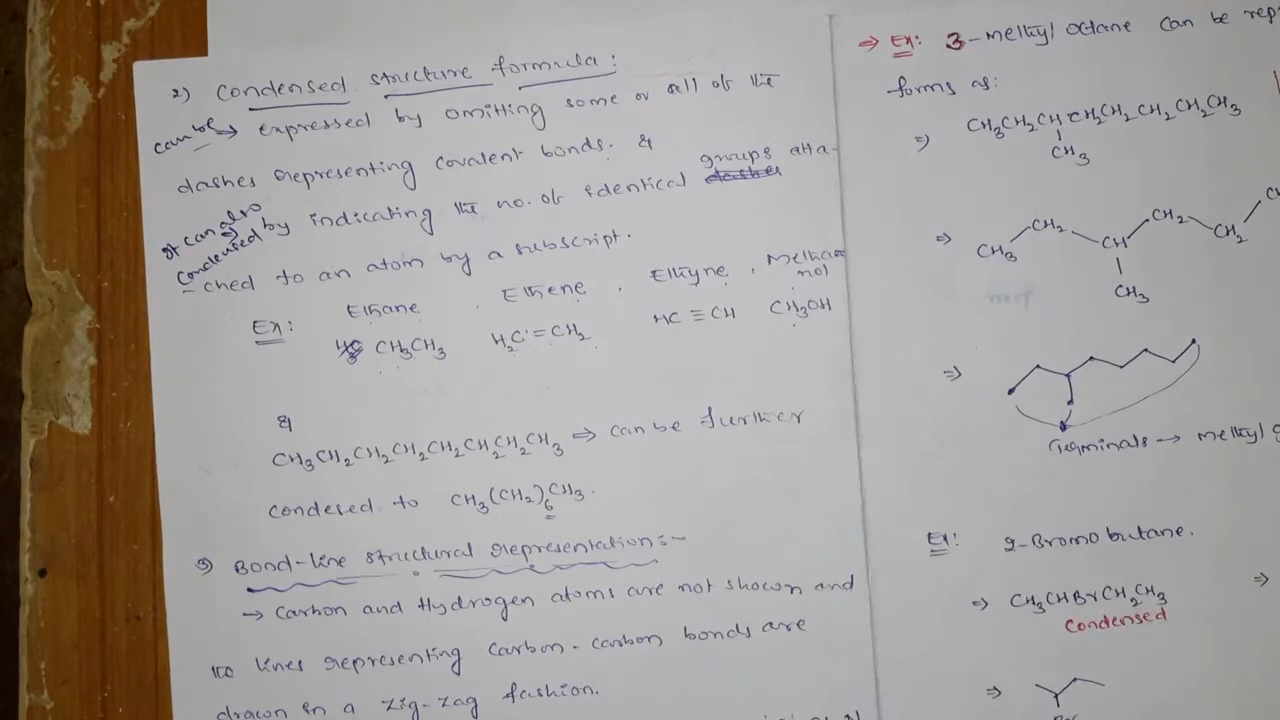 2) Condensed structure formula:
can be → expressed by omitting some or all of the
dashes representing covalent bonds. &
It can also condensed by indicating the no. of identical groups atta-
-ched to an atom by a subscript.
Ex: Ethane . Ethene . Ethyne . Methanol
CH₃CH₃ H₂C=CH₂ HC≡CH CH₃OH
&
CH₃CH₂CH₂CH₂CH₂CH₂CH₂CH₃ ⇒ can be further
condesed to CH₃(CH₂)₆CH₃.
3) Bond-line structural representation:-
→ Carbon and Hydrogen atoms are not shown and
the lines representing carbon-carbon bonds are
drawn in a zig-zag fashion.
⇒ Ex: 3-methyl octane can be rep
forms as:
⇒ CH₃CH₂CHCH₂CH₂CH₂CH₂CH₃
CH₃
⇒ CH₃ CH₂ CH CH₂ CH₂
CH₃
⇒
Terminals → methyl
Ex: 2-Bromobutane.
⇒ CH₃CHBrCH₂CH₃ ⇒
condensed
⇒